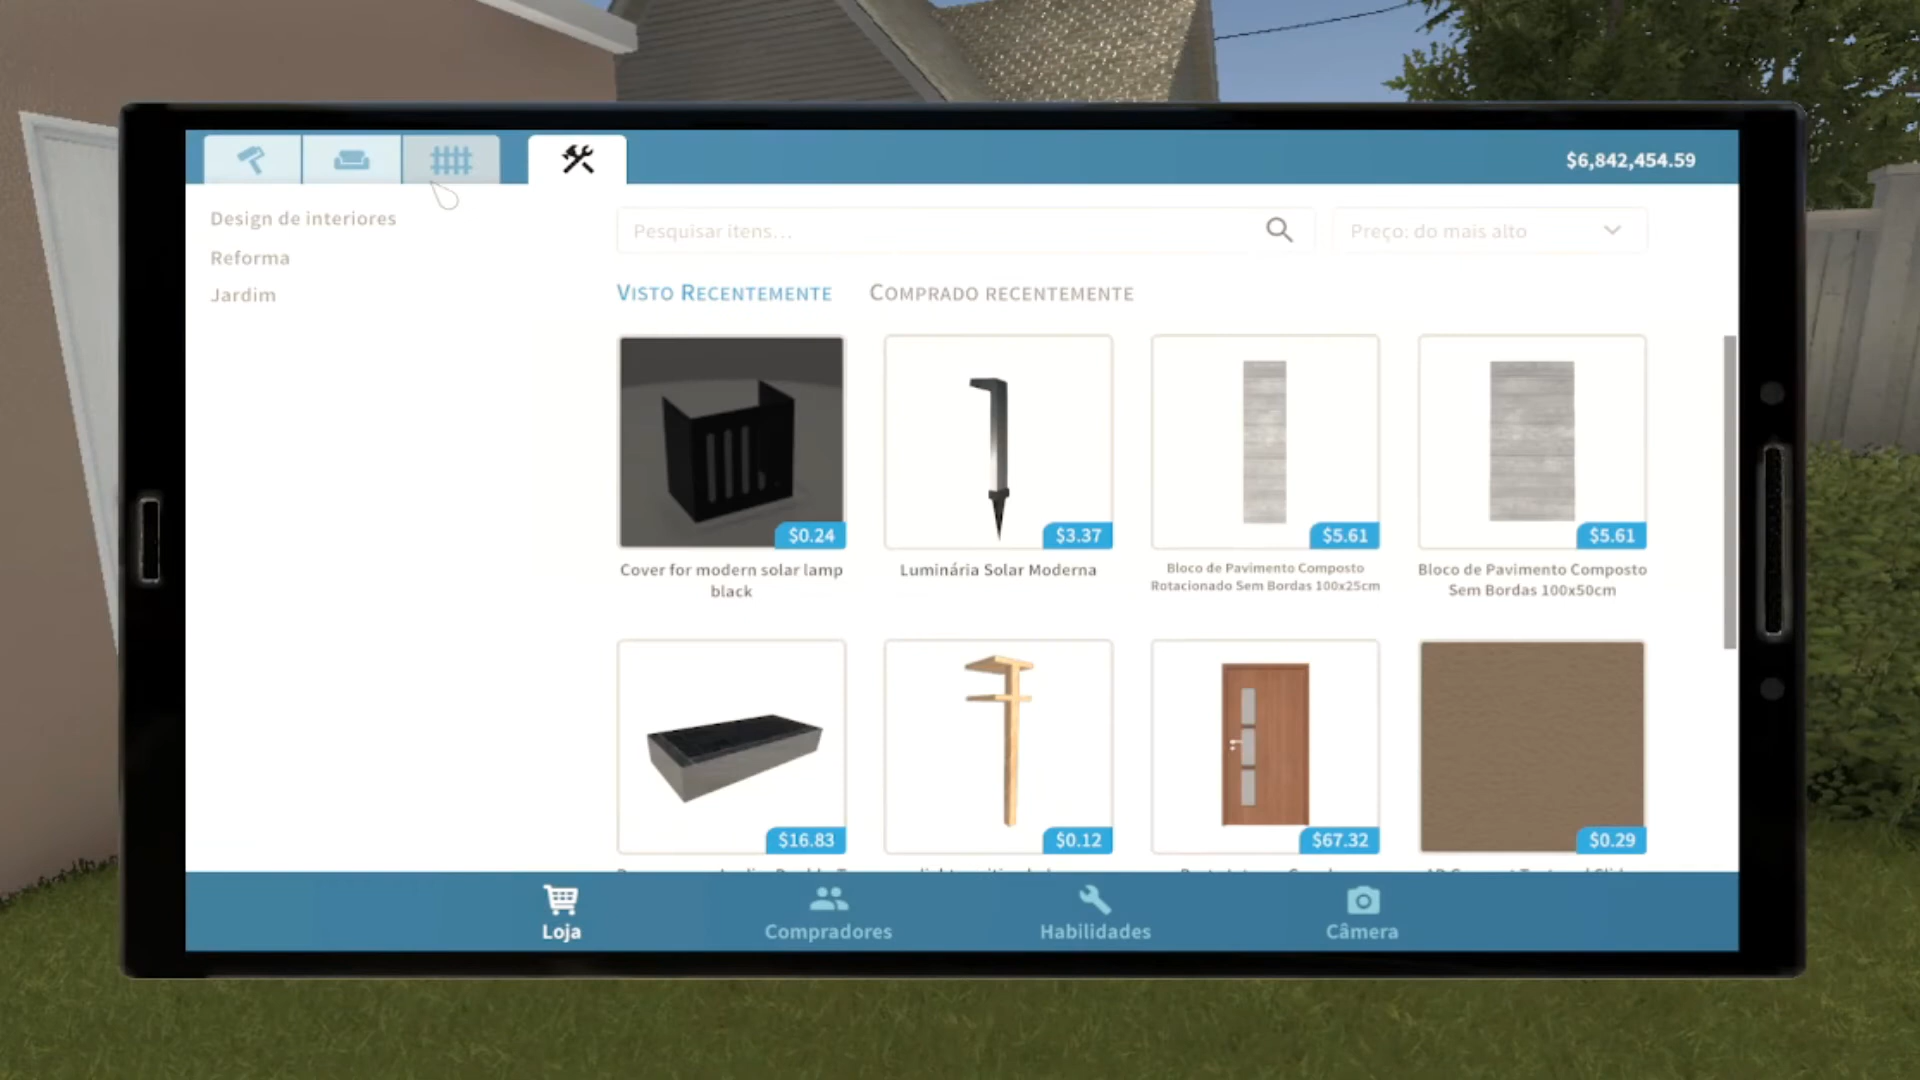 $6,842,454.59
Design de interiores
Reforma
Jardim
Pesquisar itens...
Preço: do mais alto
VISTO RECENTEMENTE
COMPRADO RECENTEMENTE
$0.24
$3.37
$5.61
$5.61
Cover for modern solar lamp
black
Luminária Solar Moderna
Bloco de Pavimento Composto
Rotacionado Sem Bordas 100x25cm
Bloco de Pavimento Composto
Sem Bordas 100x50cm
$16.83
$0.12
$67.32
$0.29
Loja
Compradores
Habilidades
Câmera